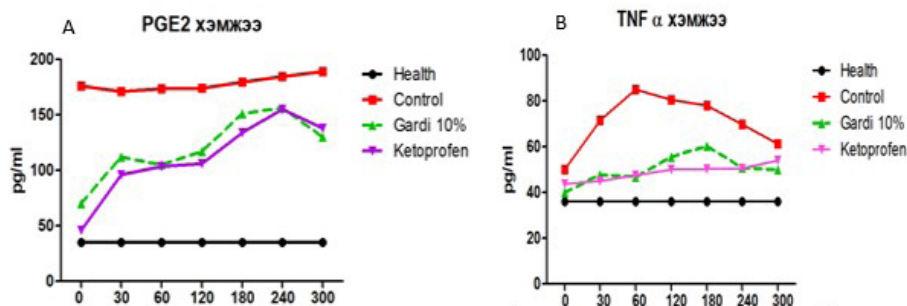 A
PGE2 хэмжээ
200
150
100
50
0
pg/ml
0 30 60 120 180 240 300
Health
Control
Gardi 10%
Ketoprofen
B
TNF α хэмжээ
100
80
60
40
20
0
pg/ml
0 30 60 120 180 240 300
Health
Control
Gardi 10%
Ketoprofen